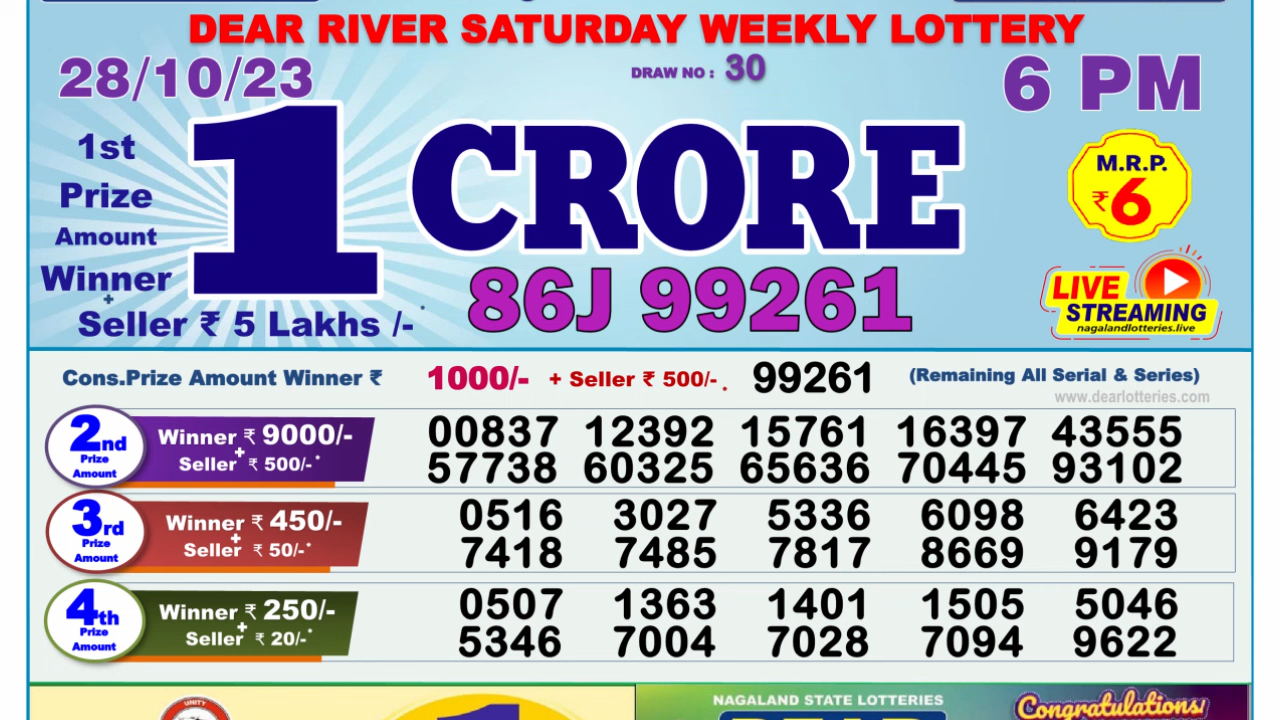 DEAR RIVER SATURDAY WEEKLY LOTTERY
28/10/23
DRAW NO : 30
6 PM
1st
Prize
Amount
Winner
+
Seller ₹ 5 Lakhs /-*
1 CRORE
86J 99261
M.R.P.
₹6
LIVE
STREAMING
nagalandlotteries.live
Cons.Prize Amount Winner ₹ 1000/- + Seller ₹ 500/-. 99261 (Remaining All Serial & Series)
www.dearlotteries.com
2nd
Prize
Amount
Winner ₹ 9000/-
+
Seller ₹ 500/-*
00837 12392 15761 16397 43555
57738 60325 65636 70445 93102
3rd
Prize
Amount
Winner ₹ 450/-
+
Seller ₹ 50/-*
0516 3027 5336 6098 6423
7418 7485 7817 8669 9179
4th
Prize
Amount
Winner ₹ 250/-
+
Seller ₹ 20/-*
0507 1363 1401 1505 5046
5346 7004 7028 7094 9622
UNITY
NAGALAND STATE LOTTERIES
DEAR
Congratulations!